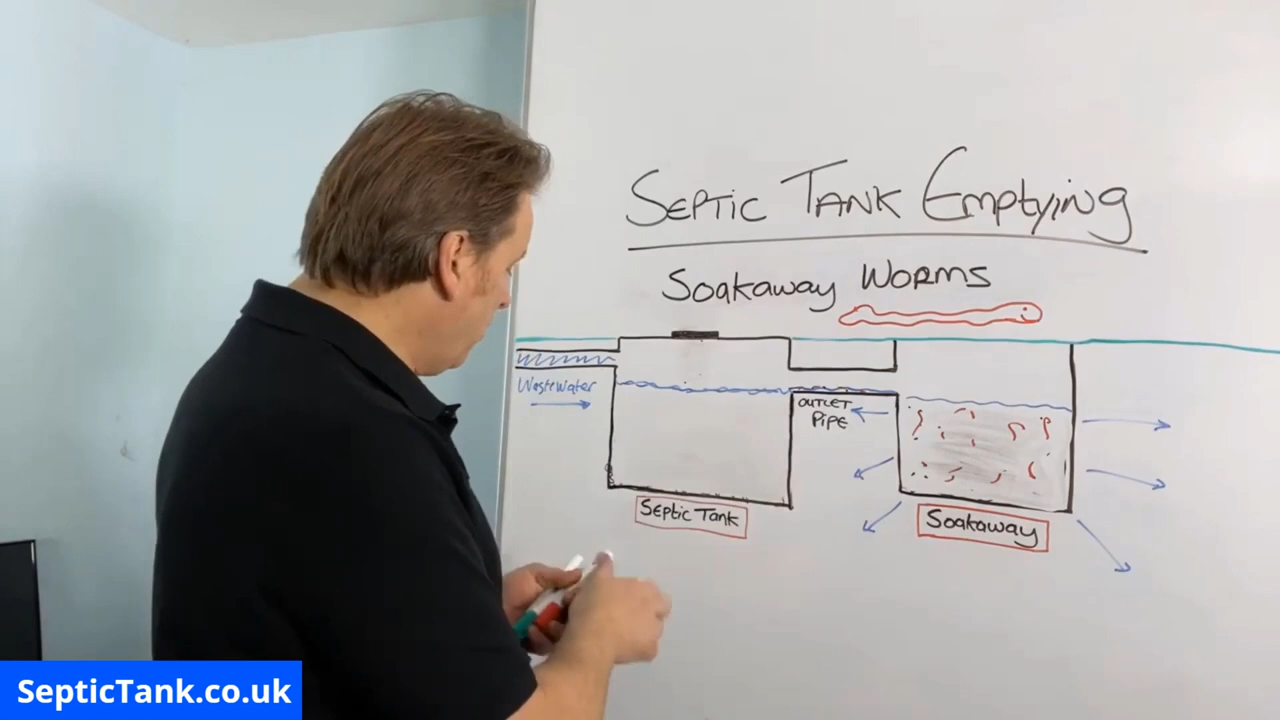 SEPTIC TANK EmptyinG
Soakaway WORMS
WasteWater
OUTLET
PiPe
Septic Tank
Soakaway
SepticTank.co.uk